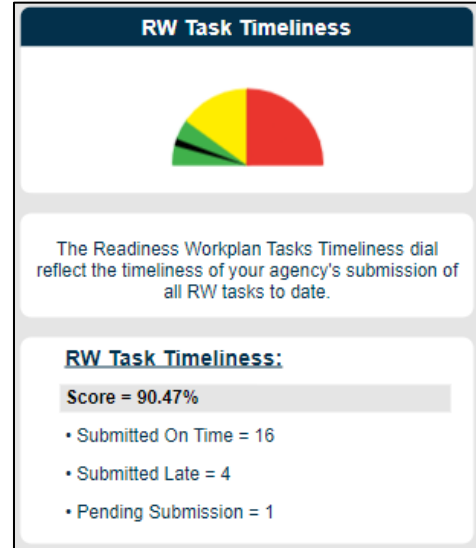 RW Task Timeliness
The Readiness Workplan Tasks Timeliness dial
reflect the timeliness of your agency's submission of
all RW tasks to date.
RW Task Timeliness:
Score = 90.47%
• Submitted On Time = 16
• Submitted Late = 4
• Pending Submission = 1